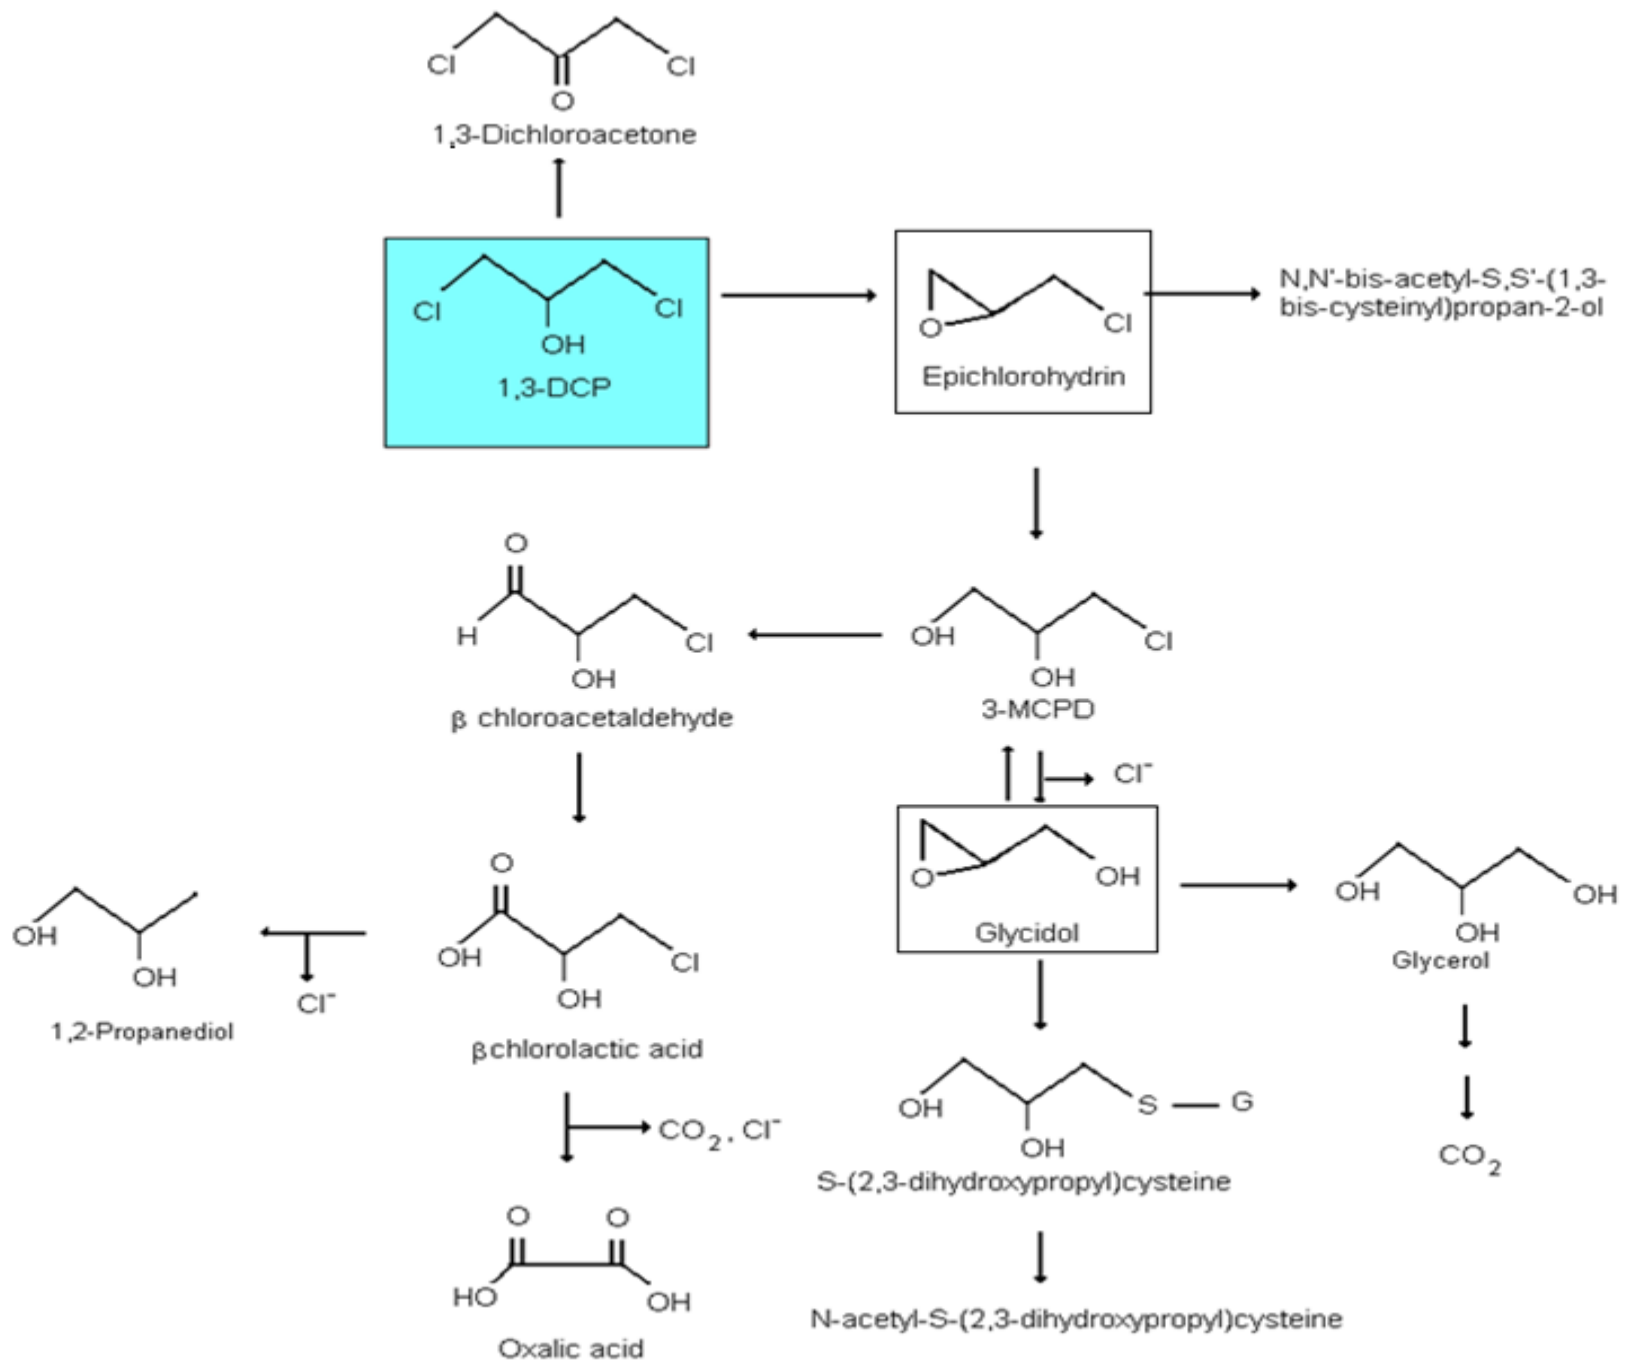 Cl
Cl
O
1,3-Dichloroacetone
Cl
Cl
OH
1,3-DCP
O
Cl
Epichlorohydrin
N,N'-bis-acetyl-S,S'-(1,3-
bis-cysteinyl)propan-2-ol
O
H
Cl
OH
β chloroacetaldehyde
OH
Cl
OH
3-MCPD
Cl⁻
O
OH
Glycidol
OH
OH
OH
Glycerol
CO₂
O
OH
Cl
OH
βchlorolactic acid
Cl⁻
OH
OH
1,2-Propanediol
CO₂. Cl⁻
O
O
HO
OH
Oxalic acid
OH
S — G
OH
S-(2,3-dihydroxypropyl)cysteine
N-acetyl-S-(2,3-dihydroxypropyl)cysteine